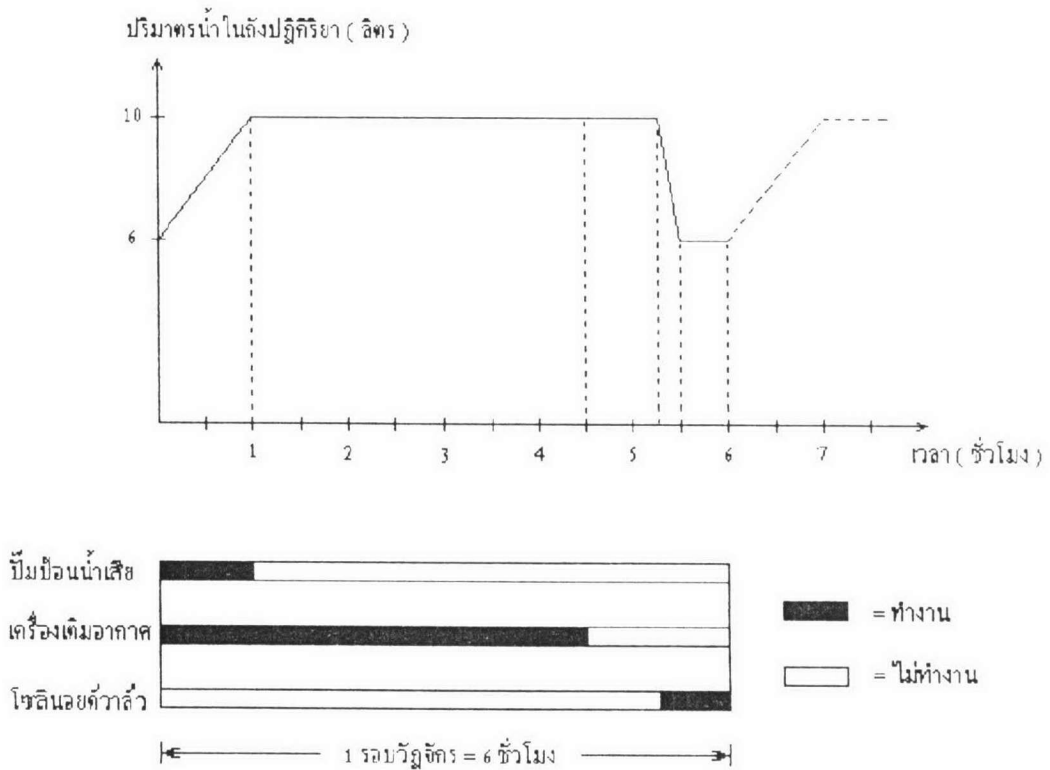 ปริมาตรน้ำในถังปฏิกิริยา ( ลิตร )
10
6
1 2 3 4 5 6 7 เวลา ( ชั่วโมง )
ปั๊มป้อนน้ำเสีย
เครื่องเติมอากาศ
โซลินอยด์วาล์ว
= ทำงาน
= ไม่ทำงาน
1 รอบวัฏจักร = 6 ชั่วโมง